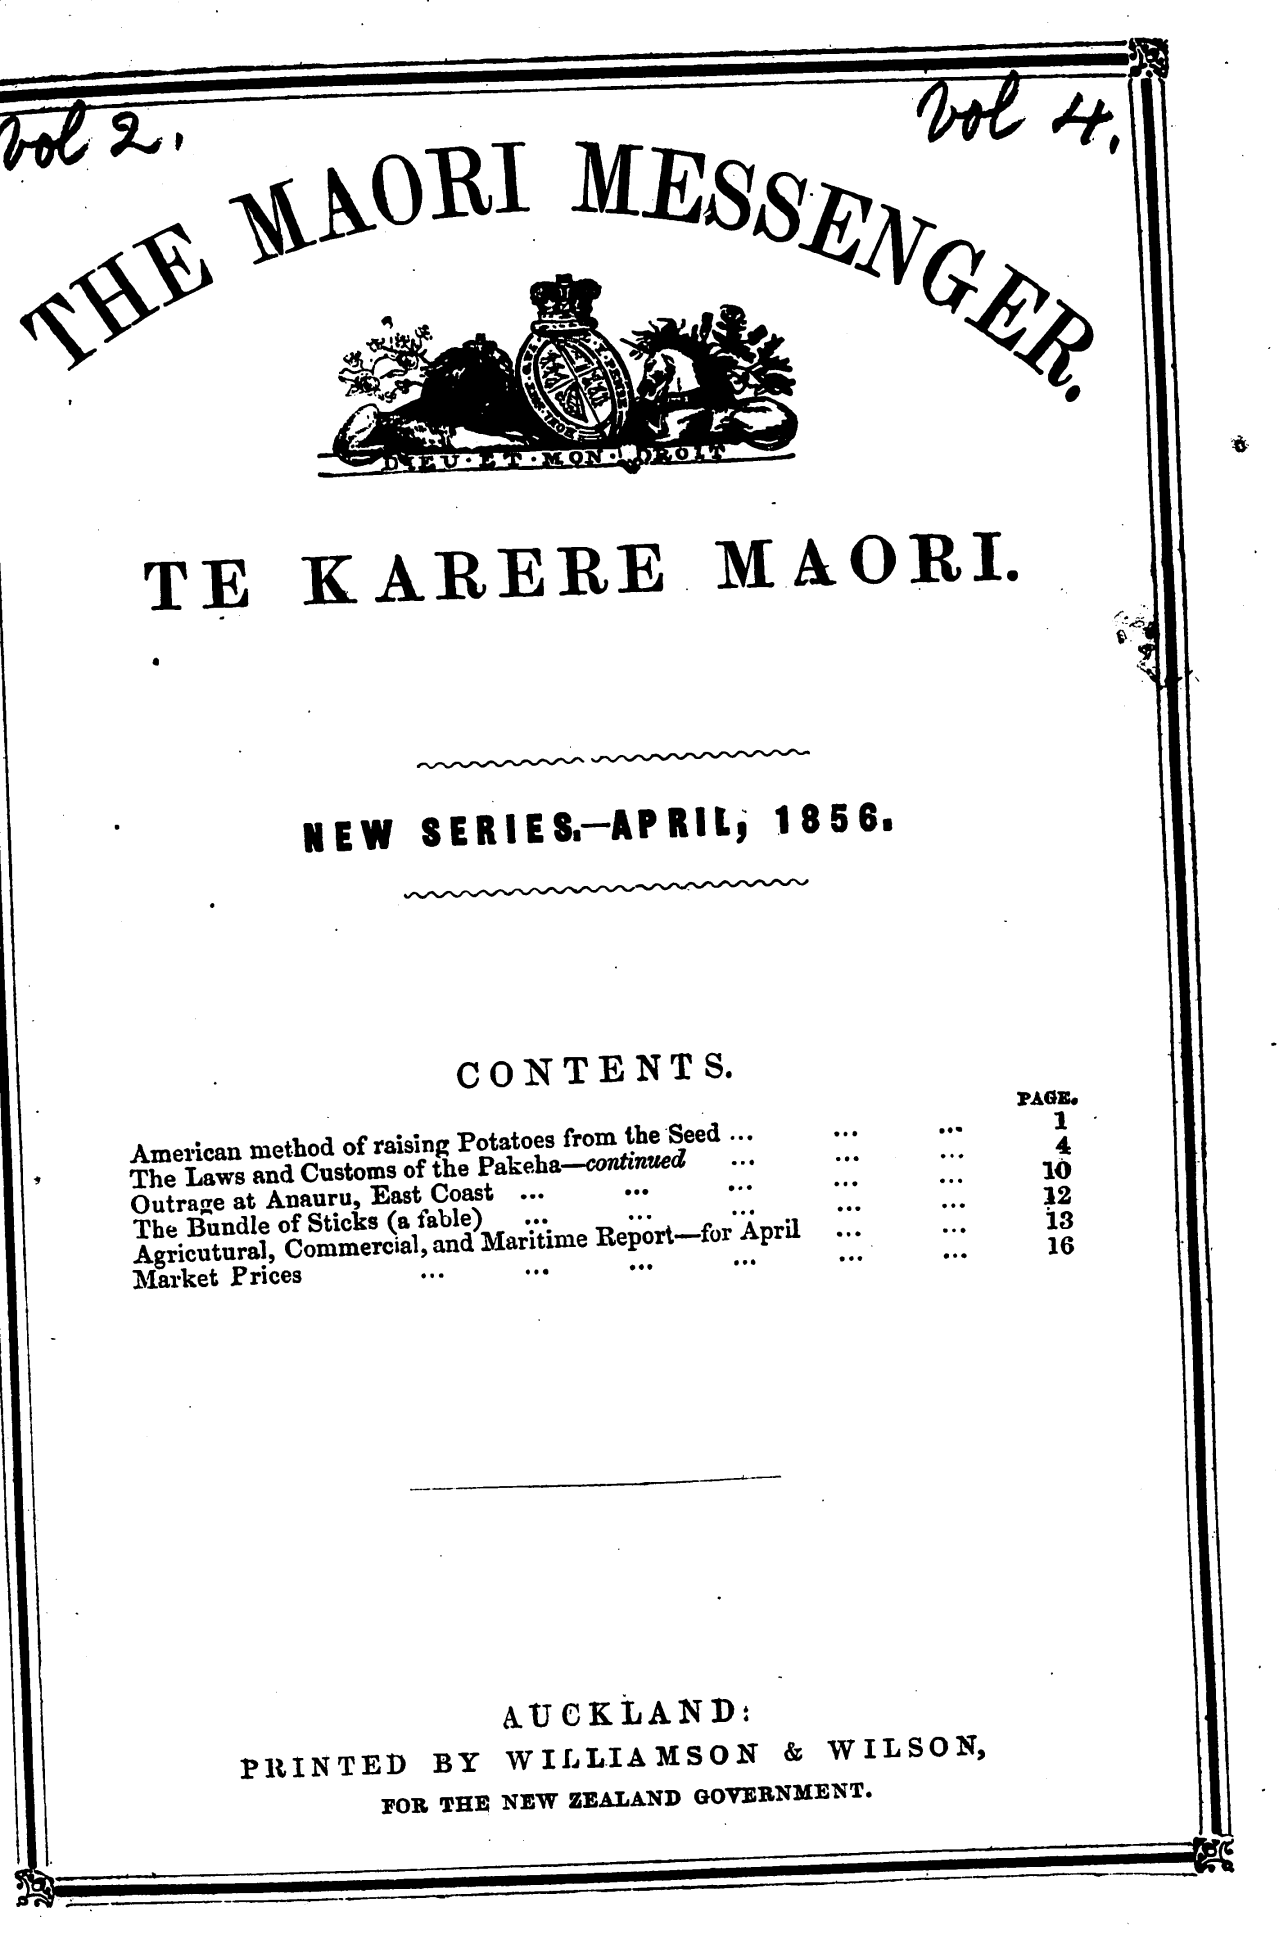 Vol 2.
Vol 4.
THE MAORI MESSENGER.
DIEU·ET·MON·DROIT
TE KARERE MAORI.
NEW SERIES.—APRIL, 1856.
CONTENTS.
PAGE.
American method of raising Potatoes from the Seed ... ... ... 1
The Laws and Customs of the Pakeha—continued ... ... ... 4
Outrage at Anauru, East Coast ... ... ... ... ... 10
The Bundle of Sticks (a fable) ... ... ... ... ... 12
Agricutural, Commercial, and Maritime Report—for April ... ... 13
Market Prices ... ... ... ... ... ... 16
AUCKLAND:
PRINTED BY WILLIAMSON & WILSON,
FOR THE NEW ZEALAND GOVERNMENT.